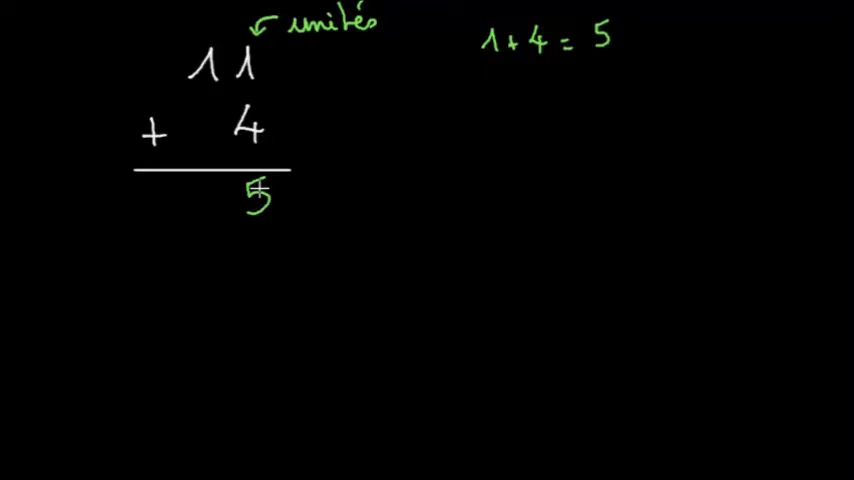 unités
11
1 + 4 = 5
+ 4
5